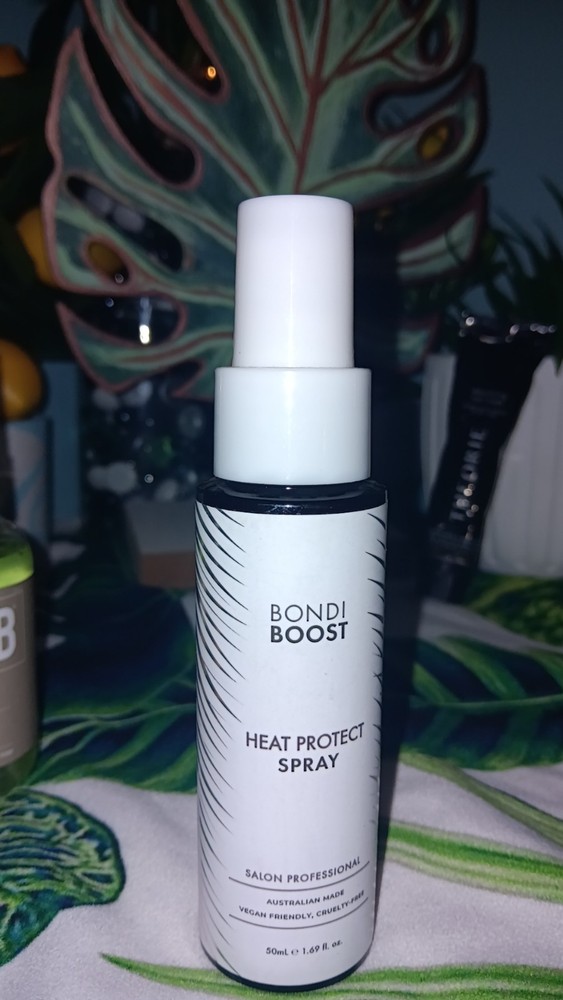 BONDI
BOOST
HEAT PROTECT
SPRAY
SALON PROFESSIONAL
AUSTRALIAN MADE
VEGAN FRIENDLY, CRUELTY-FREE
50mL ℮ 1.69 fl. oz.
B